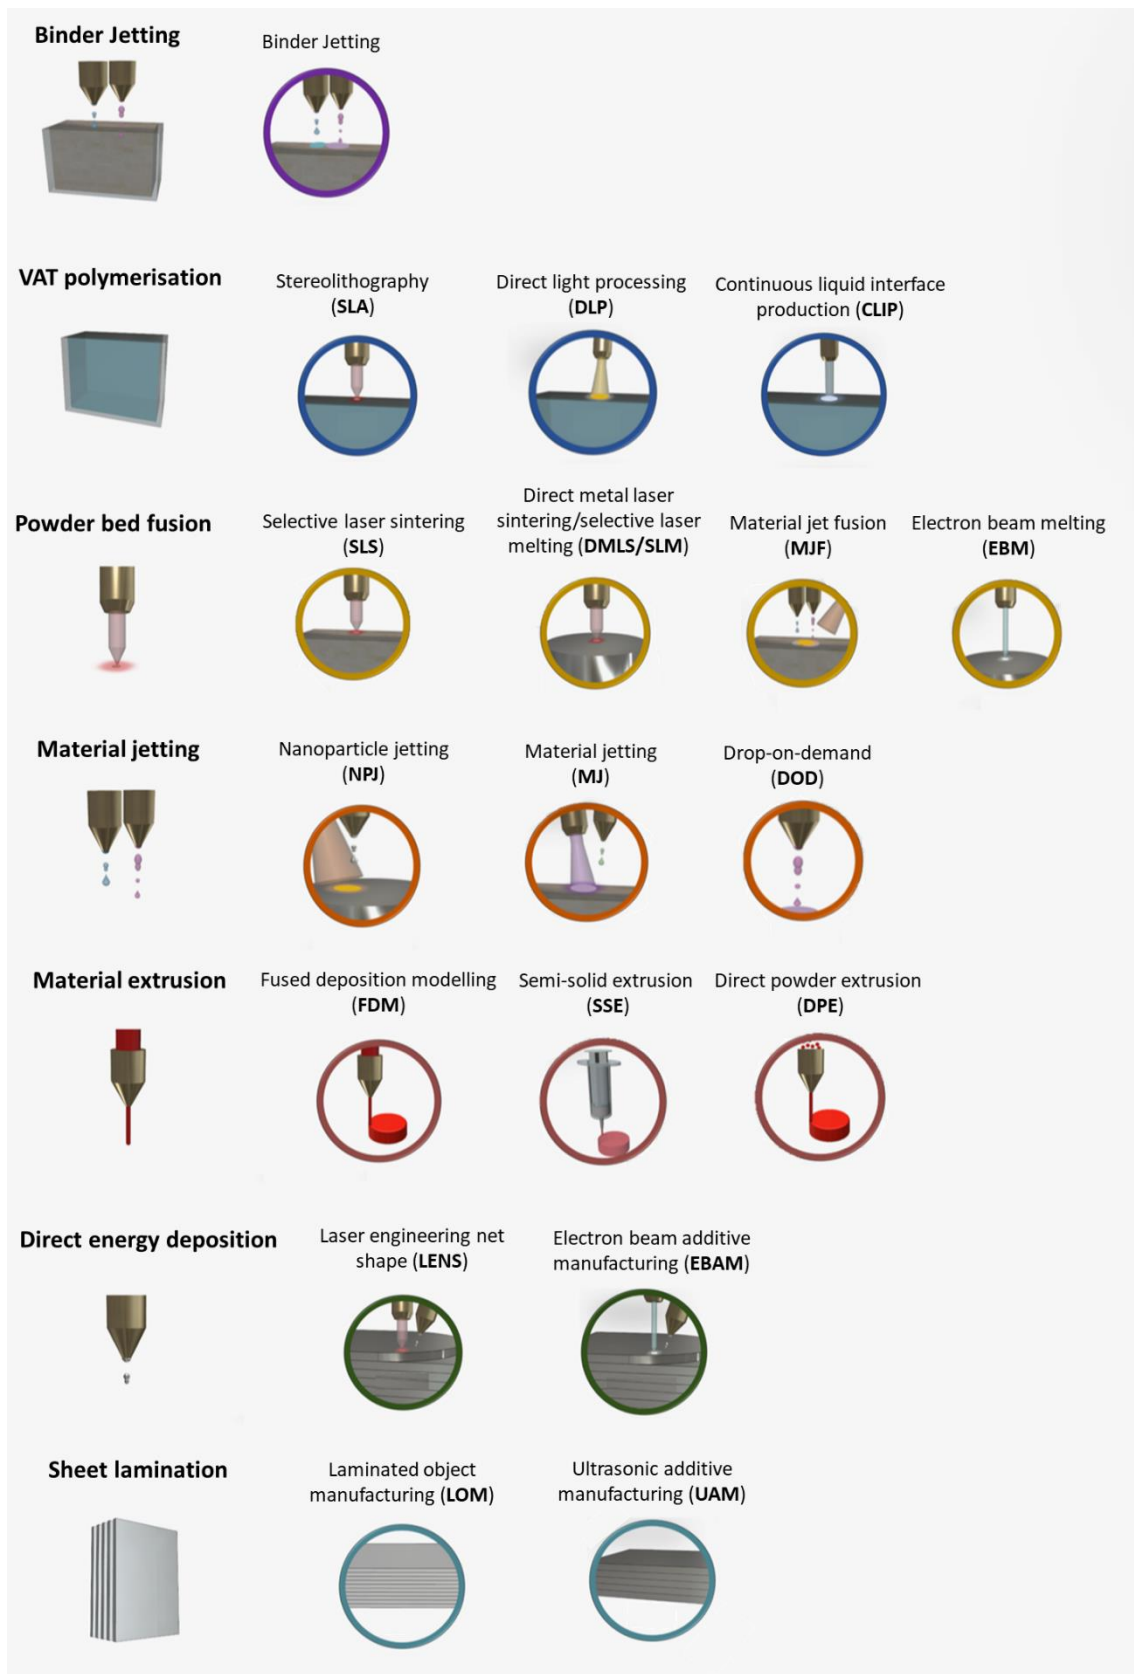 Binder Jetting
Binder Jetting
VAT polymerisation
Stereolithography
(SLA)
Direct light processing
(DLP)
Continuous liquid interface
production (CLIP)
Powder bed fusion
Selective laser sintering
(SLS)
Direct metal laser
sintering/selective laser
melting (DMLS/SLM)
Material jet fusion
(MJF)
Electron beam melting
(EBM)
Material jetting
Nanoparticle jetting
(NPJ)
Material jetting
(MJ)
Drop-on-demand
(DOD)
Material extrusion
Fused deposition modelling
(FDM)
Semi-solid extrusion
(SSE)
Direct powder extrusion
(DPE)
Direct energy deposition
Laser engineering net
shape (LENS)
Electron beam additive
manufacturing (EBAM)
Sheet lamination
Laminated object
manufacturing (LOM)
Ultrasonic additive
manufacturing (UAM)